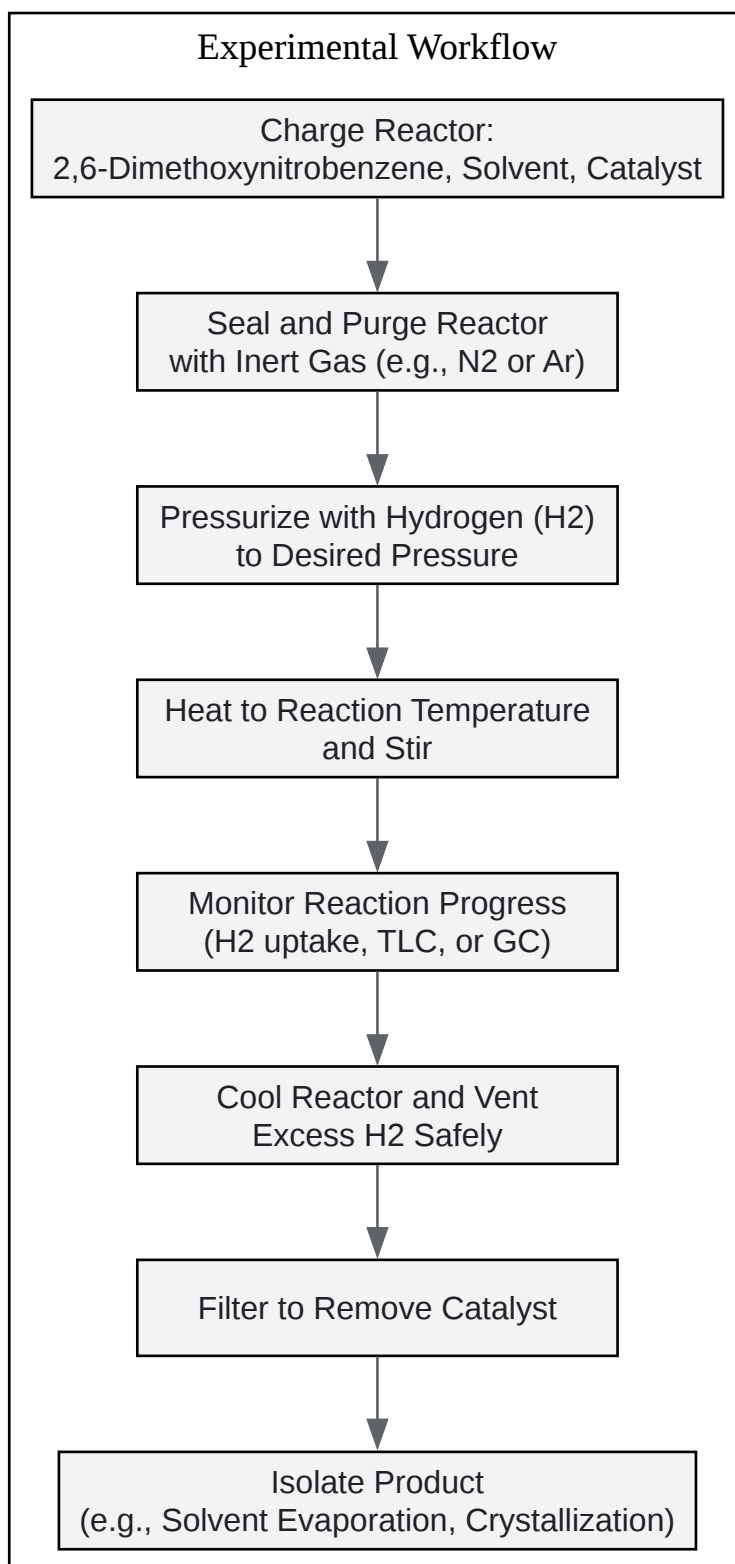 Experimental Workflow
Charge Reactor:
2,6-Dimethoxynitrobenzene, Solvent, Catalyst
Seal and Purge Reactor
with Inert Gas (e.g., N2 or Ar)
Pressurize with Hydrogen (H2)
to Desired Pressure
Heat to Reaction Temperature
and Stir
Monitor Reaction Progress
(H2 uptake, TLC, or GC)
Cool Reactor and Vent
Excess H2 Safely
Filter to Remove Catalyst
Isolate Product
(e.g., Solvent Evaporation, Crystallization)